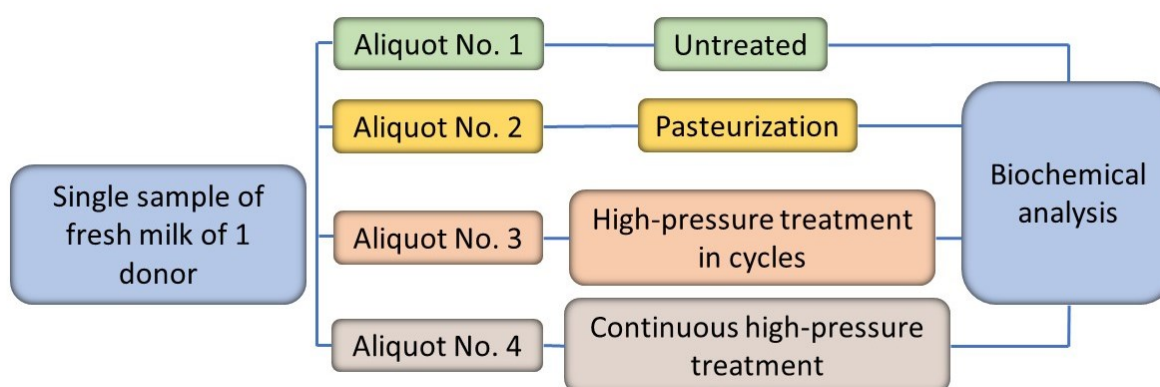 Aliquot No. 1
Untreated
Aliquot No. 2
Pasteurization
Single sample of
fresh milk of 1
donor
Aliquot No. 3
High-pressure treatment
in cycles
Aliquot No. 4
Continuous high-pressure
treatment
Biochemical
analysis